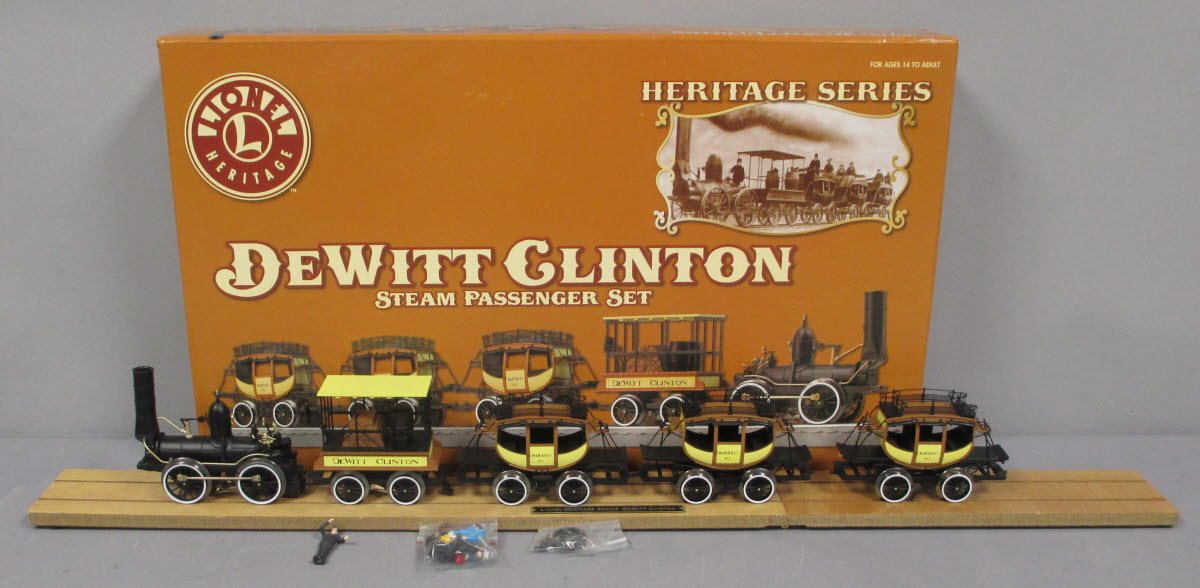 FOR AGES 14 TO ADULT
HERITAGE SERIES
LIONEL
L
HERITAGE
TM
DEWITT CLINTON
STEAM PASSENGER SET
DEWITT CLINTON
DEWITT CLINTON
LIONEL HERITAGE SERIES DEWITT CLINTON